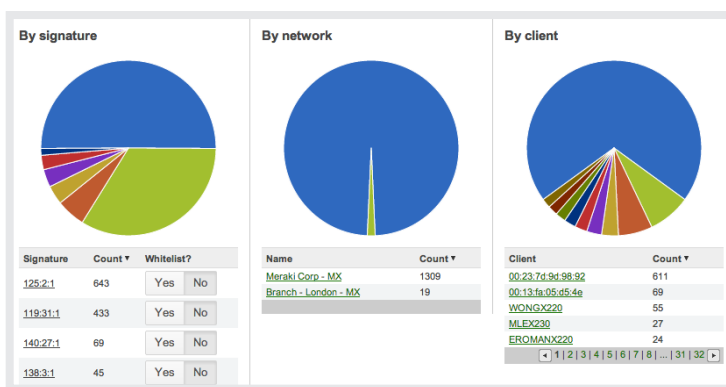 By signature
Signature Count ▼ Whitelist?
125:2:1 643 Yes No
119:31:1 433 Yes No
140:27:1 69 Yes No
138:3:1 45 Yes No
By network
Name Count ▼
Meraki Corp - MX 1309
Branch - London - MX 19
By client
Client Count ▼
00:23:7d:9d:98:92 611
00:13:fa:05:d5:4e 69
WONGX220 55
MLEX230 27
EROMANX220 24
1 | 2 | 3 | 4 | 5 | 6 | 7 | 8 | ... | 31 | 32